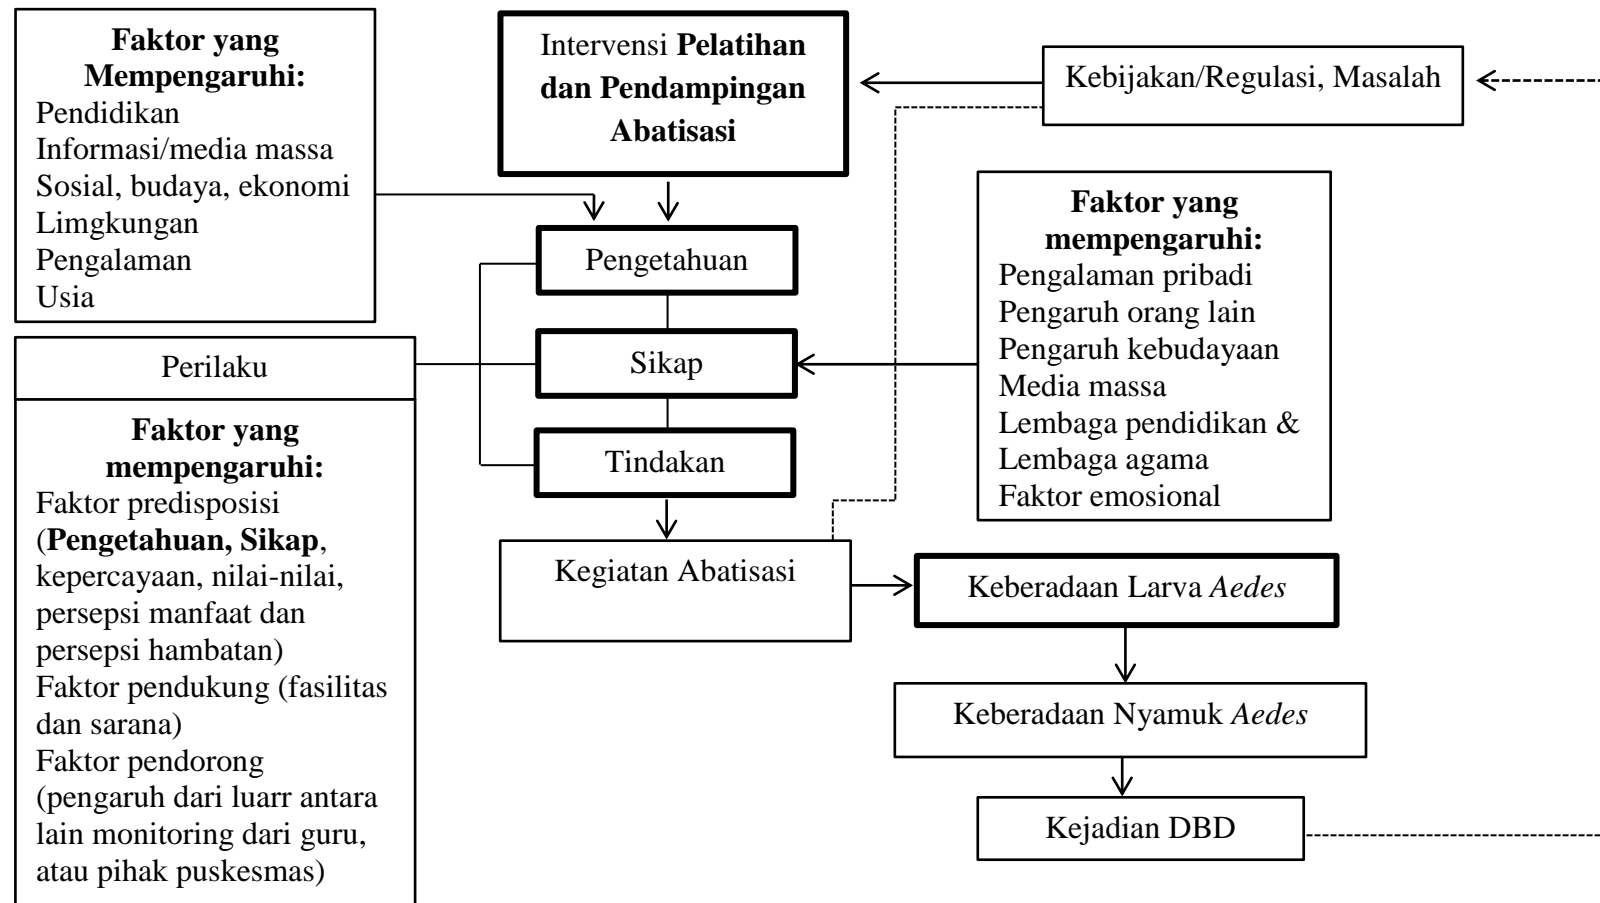 Faktor yang
Mempengaruhi:
Pendidikan
Informasi/media massa
Sosial, budaya, ekonomi
Limgkungan
Pengalaman
Usia
Intervensi Pelatihan
dan Pendampingan
Abatisasi
Kebijakan/Regulasi, Masalah
Pengetahuan
Sikap
Tindakan
Faktor yang
mempengaruhi:
Pengalaman pribadi
Pengaruh orang lain
Pengaruh kebudayaan
Media massa
Lembaga pendidikan &
Lembaga agama
Faktor emosional
Perilaku
Faktor yang
mempengaruhi:
Faktor predisposisi
(Pengetahuan, Sikap,
kepercayaan, nilai-nilai,
persepsi manfaat dan
persepsi hambatan)
Faktor pendukung (fasilitas
dan sarana)
Faktor pendorong
(pengaruh dari luarr antara
lain monitoring dari guru,
atau pihak puskesmas)
Kegiatan Abatisasi
Keberadaan Larva Aedes
Keberadaan Nyamuk Aedes
Kejadian DBD